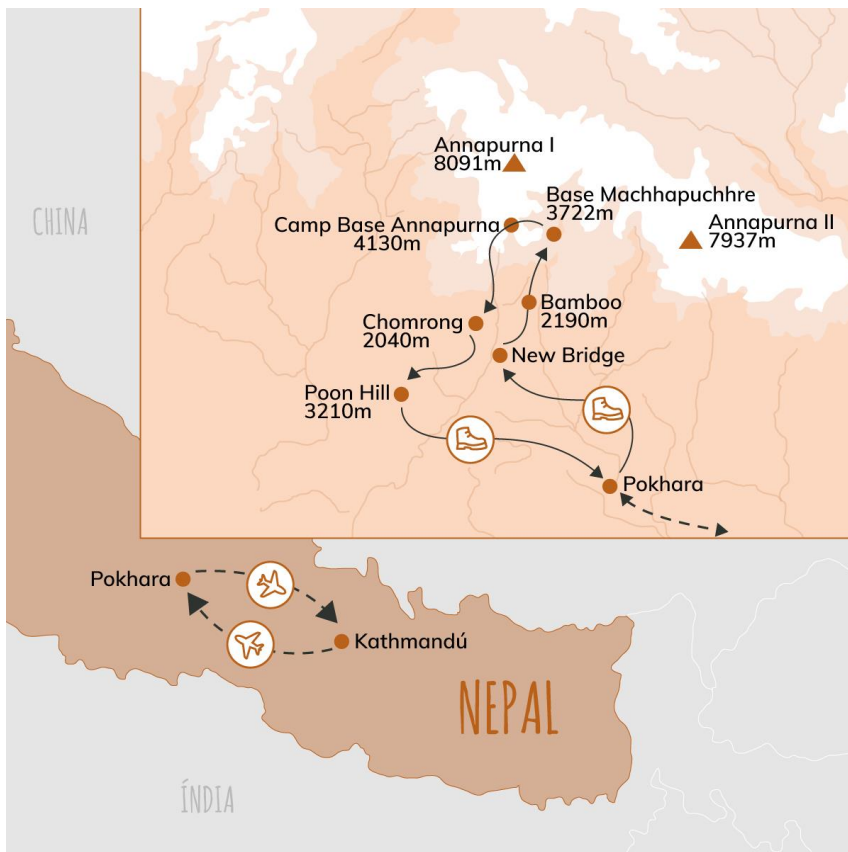 Annapurna I
8091m
Base Machhapuchhre
3722m
CHINA
Camp Base Annapurna
4130m
Annapurna II
7937m
Bamboo
2190m
Chomrong
2040m
New Bridge
Poon Hill
3210m
Pokhara
Pokhara
Kathmandú
NEPAL
ÍNDIA